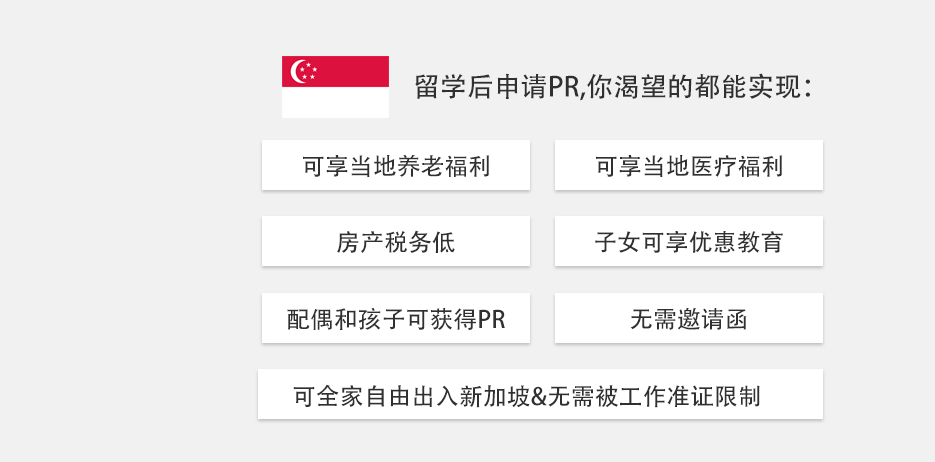 留学后申请PR,你渴望的都能实现：
可享当地养老福利
可享当地医疗福利
房产税务低
子女可享优惠教育
配偶和孩子可获得PR
无需邀请函
可全家自由出入新加坡&无需被工作准证限制